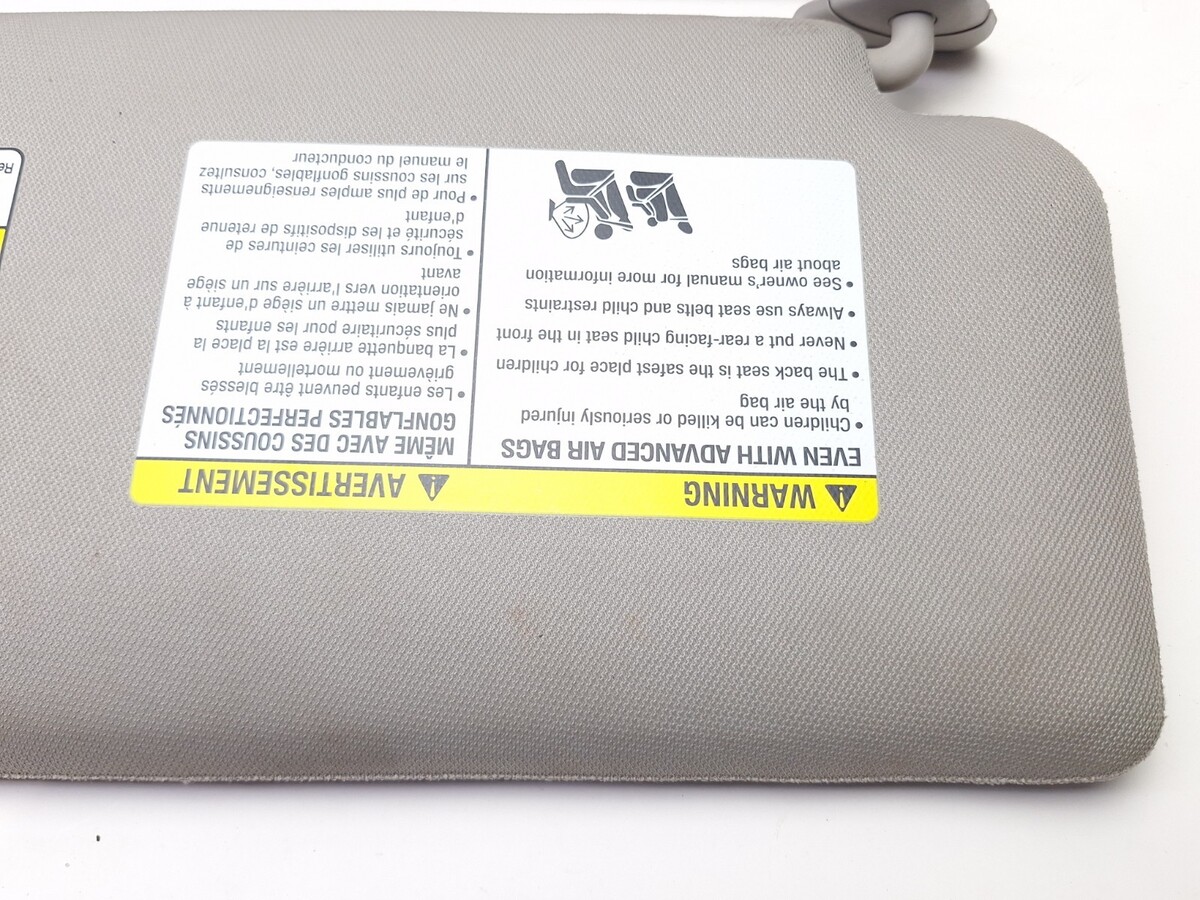 WARNING
EVEN WITH ADVANCED AIR BAGS
• Children can be killed or seriously injured
by the air bag
• The back seat is the safest place for children
• Never put a rear-facing child seat in the front
• Always use seat belts and child restraints
• See owner's manual for more information
about air bags
AVERTISSEMENT
MÊME AVEC DES COUSSINS
GONFLABLES PERFECTIONNÉS
• Les enfants peuvent être blessés
grièvement ou mortellement
• La banquette arrière est la place la
plus sécuritaire pour les enfants
• Ne jamais mettre un siège d'enfant à
orientation vers l'arrière sur un siège
avant
• Toujours utiliser les ceintures de
sécurité et les dispositifs de retenue
d'enfant
• Pour de plus amples renseignements
sur les coussins gonflables, consultez
le manuel du conducteur